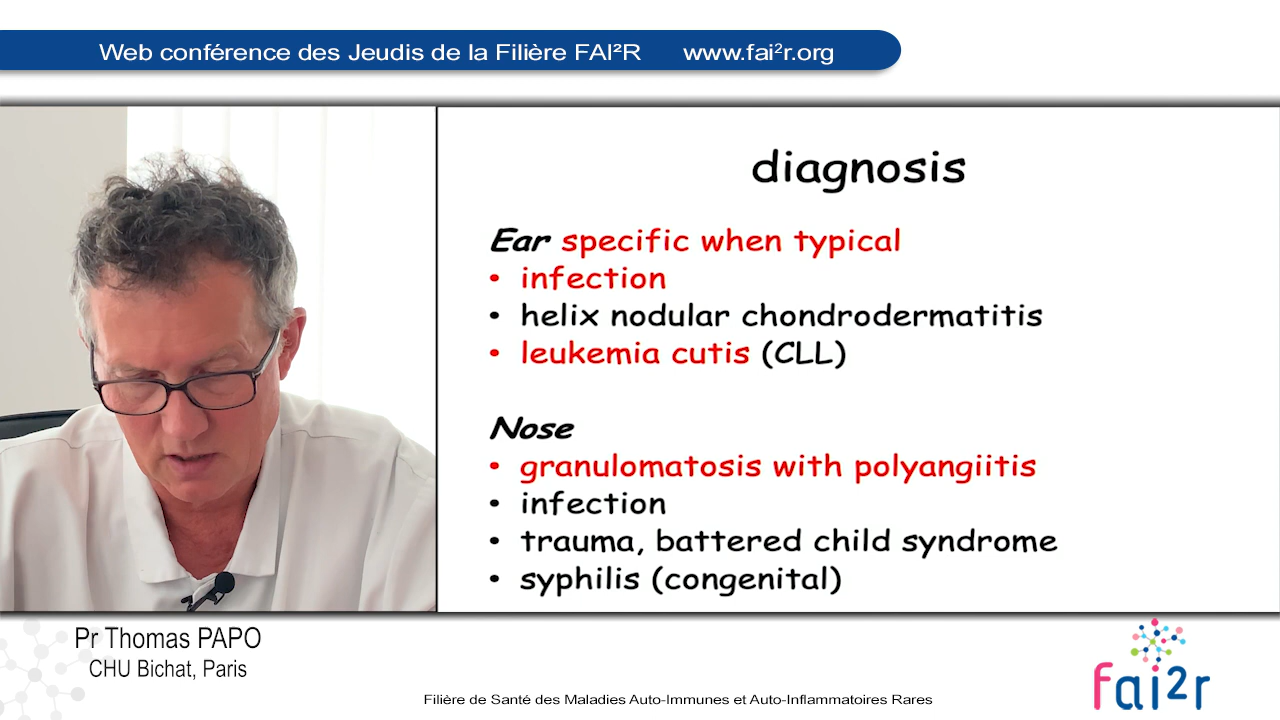 Web conférence des Jeudis de la Filière FAI²R www.fai²r.org
diagnosis
Ear specific when typical
• infection
• helix nodular chondrodermatitis
• leukemia cutis (CLL)
Nose
• granulomatosis with polyangiitis
• infection
• trauma, battered child syndrome
• syphilis (congenital)
Pr Thomas PAPO
CHU Bichat, Paris
Filière de Santé des Maladies Auto-Immunes et Auto-Inflammatoires Rares
fai2r